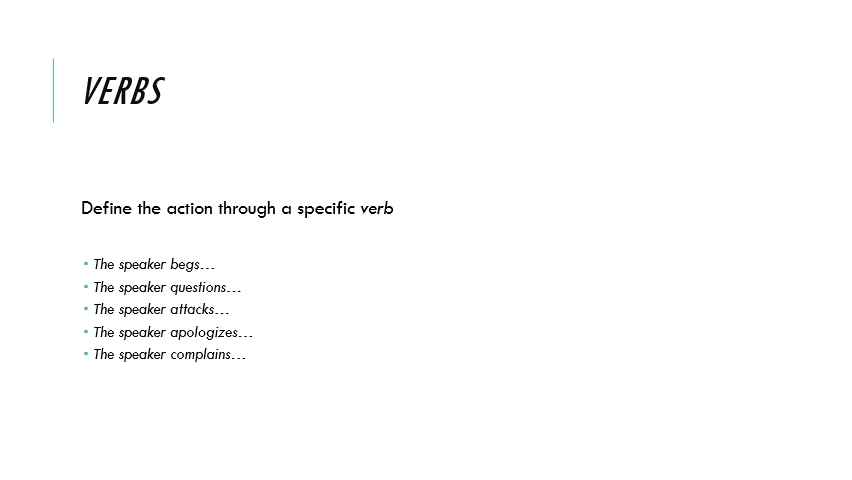 VERBS
Define the action through a specific verb
▪ The speaker begs…
▪ The speaker questions…
▪ The speaker attacks…
▪ The speaker apologizes…
▪ The speaker complains…